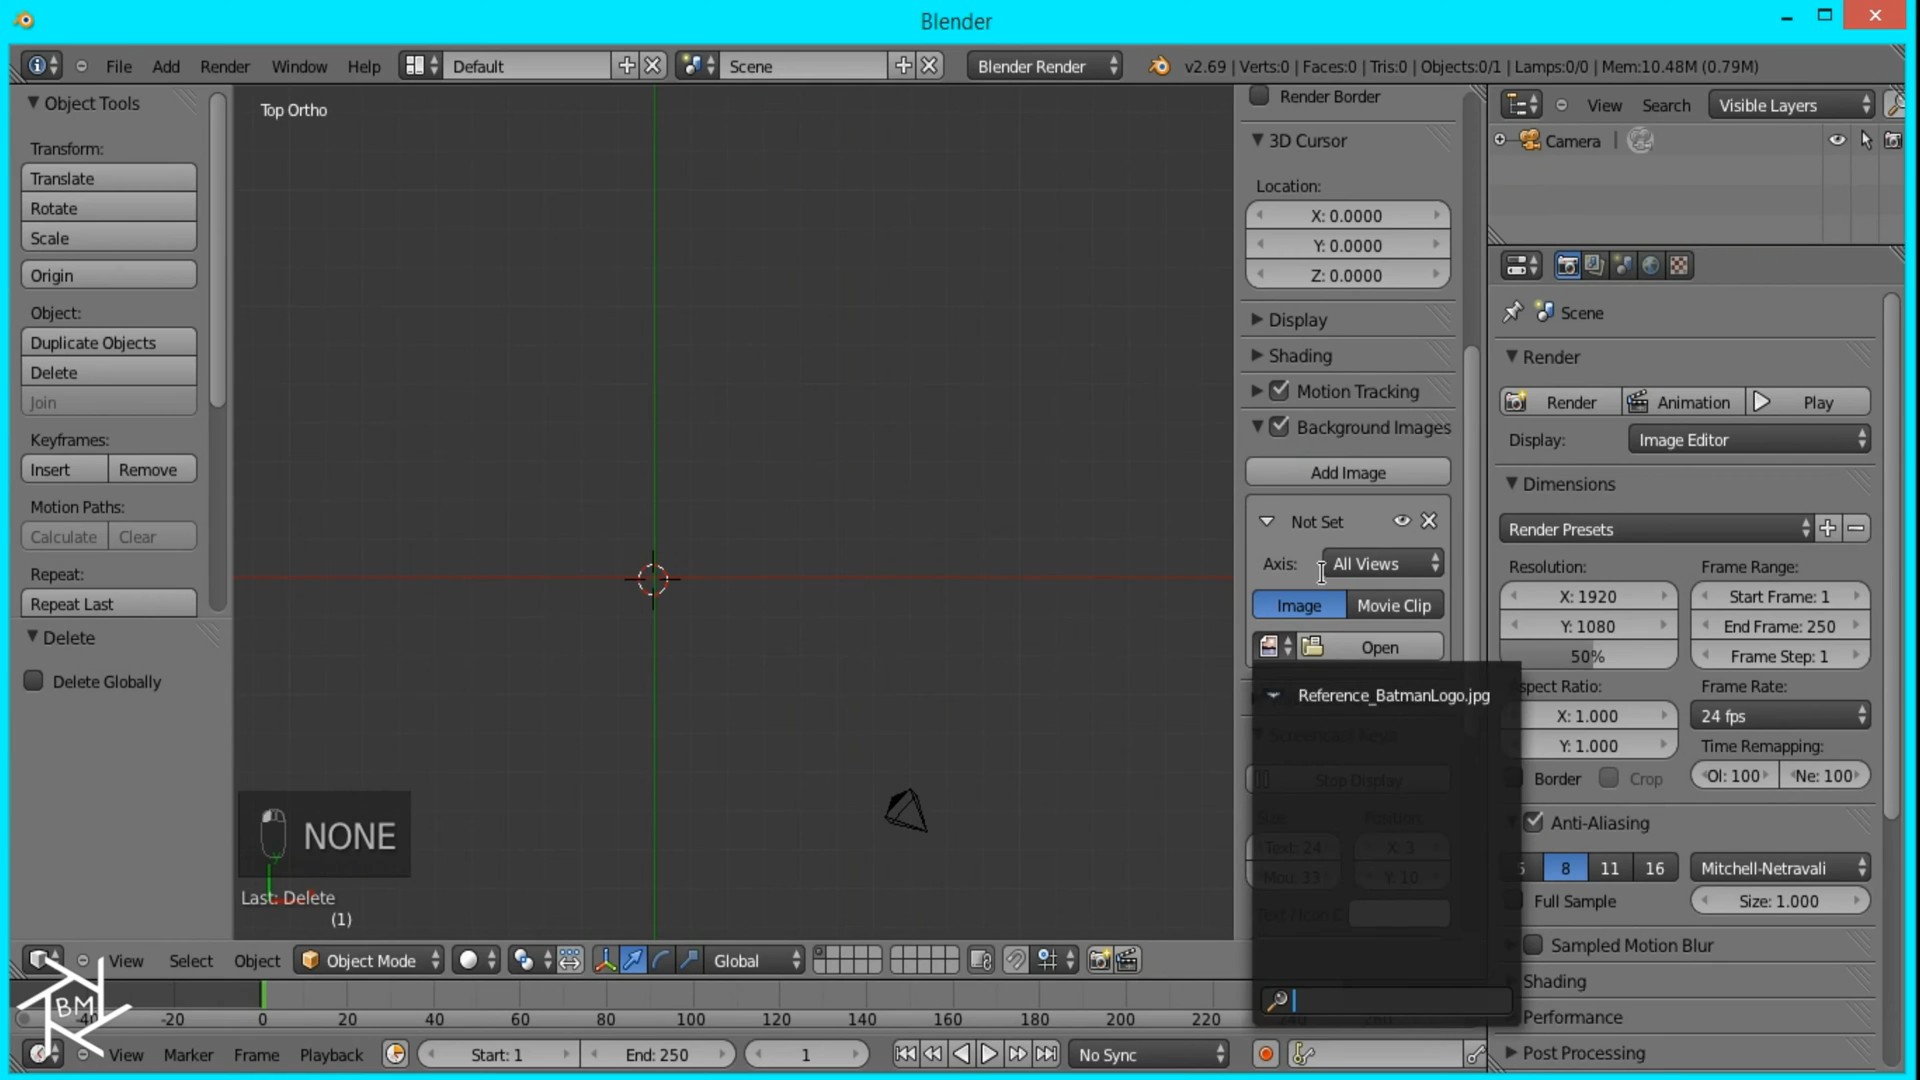 Blender
File Add Render Window Help Default Scene Blender Render v2.69 | Verts:0 | Faces:0 | Tris:0 | Objects:0/1 | Lamps:0/0 | Mem:10.48M (0.79M)
Object Tools
Transform:
Translate
Rotate
Scale
Origin
Object:
Duplicate Objects
Delete
Join
Keyframes:
Insert Remove
Motion Paths:
Calculate Clear
Repeat:
Repeat Last
Delete
Delete Globally
Top Ortho
NONE
Last: Delete
(1)
Render Border
3D Cursor
Location:
X: 0.0000
Y: 0.0000
Z: 0.0000
Display
Shading
Motion Tracking
Background Images
Add Image
Not Set
Axis: All Views
Image Movie Clip
Open
Reference_BatmanLogo.jpg
Screencast Keys
Stop Display
Size: Position:
Text: 24 X: 3
Mou: 33 Y: 10
View Search Visible Layers
Camera
Scene
Render
Render Animation Play
Display: Image Editor
Dimensions
Render Presets
Resolution: Frame Range:
X: 1920 Start Frame: 1
Y: 1080 End Frame: 250
50% Frame Step: 1
spect Ratio: Frame Rate:
X: 1.000 24 fps
Y: 1.000 Time Remapping:
Border Crop Ol: 100 Ne: 100
Anti-Aliasing
8 11 16 Mitchell-Netravali
Full Sample Size: 1.000
Sampled Motion Blur
Shading
Performance
Post Processing
View Select Object Object Mode Global
-40 -20 0 20 40 60 80 100 120 140 160 180 200 220 240
BM
View Marker Frame Playback Start: 1 End: 250 1 No Sync